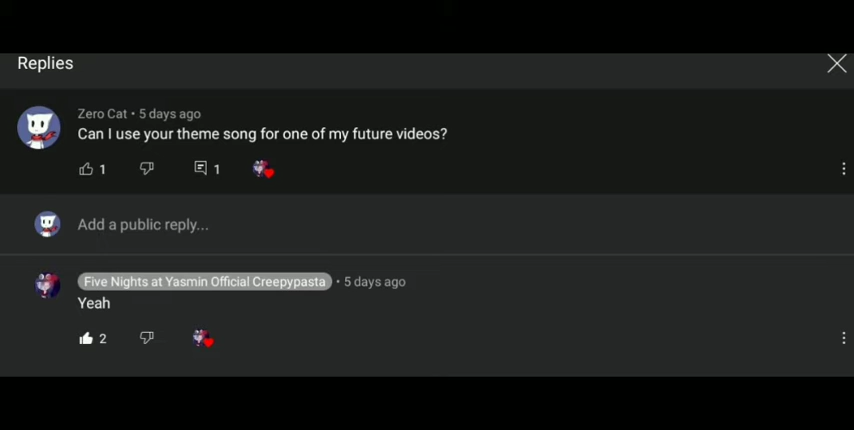 Replies
Zero Cat • 5 days ago
Can I use your theme song for one of my future videos?
1 1
Add a public reply...
Five Nights at Yasmin Official Creepypasta • 5 days ago
Yeah
2